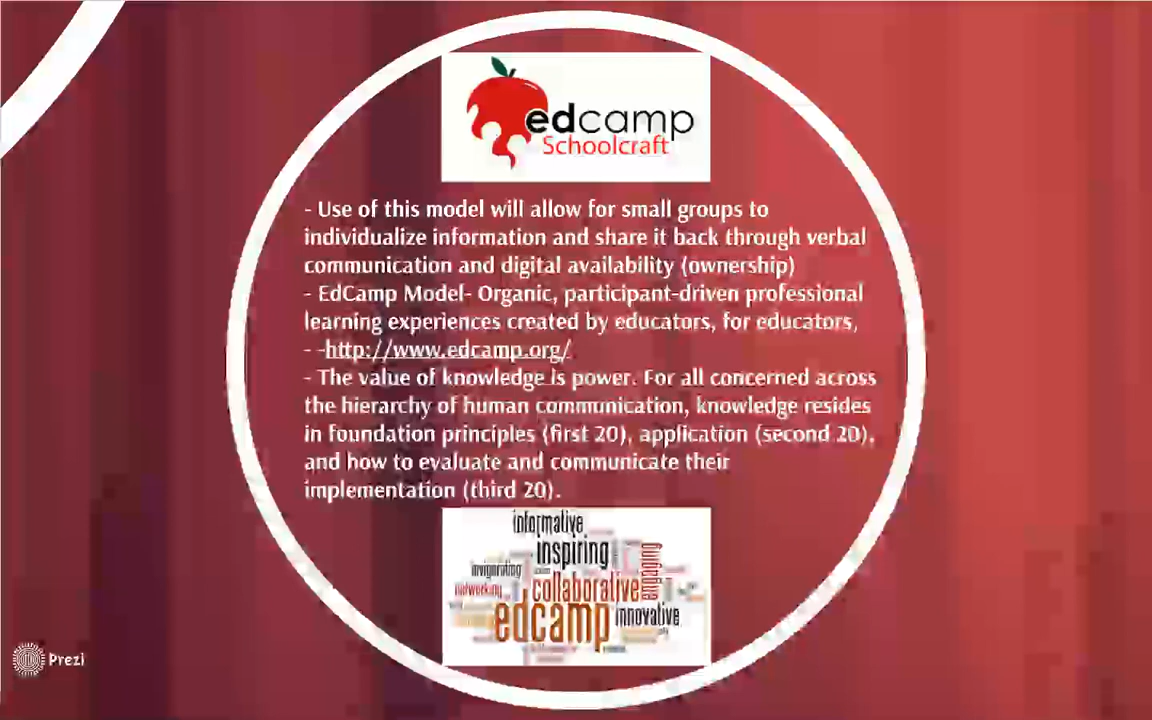 edcamp
Schoolcraft
- Use of this model will allow for small groups to
individualize information and share it back through verbal
communication and digital availability (ownership)
- EdCamp Model- Organic, participant-driven professional
learning experiences created by educators, for educators,
- -http://www.edcamp.org/
- The value of knowledge is power. For all concerned across
the hierarchy of human communication, knowledge resides
in foundation principles (first 20), application (second 20),
and how to evaluate and communicate their
implementation (third 20).
informative
inspiring
engaging
invigorating
networking
collaborative
edcamp
innovative
Prezi